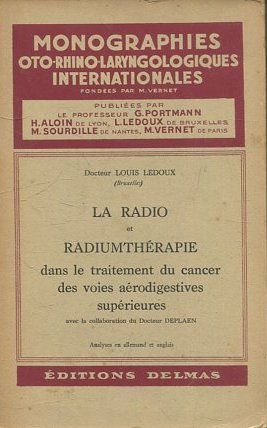 MONOGRAPHIES
OTO-RHINO-LARYNGOLOGIQUES
INTERNATIONALES
FONDÉES PAR M. VERNET
PUBLIÉES PAR
LE PROFESSEUR G. PORTMANN
H. ALOIN DE LYON, L. LEDOUX DE BRUXELLES
M. SOURDILLE DE NANTES, M. VERNET DE PARIS
Docteur LOUIS LEDOUX
(Bruxelles)
LA RADIO
et
RADIUMTHÉRAPIE
dans le traitement du cancer
des voies aérodigestives
supérieures
avec la collaboration du Docteur DEPLAEN
Analyses en allemand et anglais
ÉDITIONS DELMAS